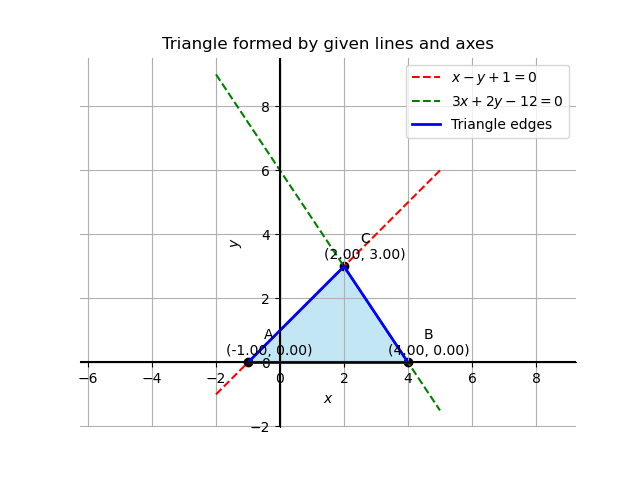 Triangle formed by given lines and axes
x − y + 1 = 0
3x + 2y − 12 = 0
Triangle edges
8
6
4
2
0
−2
y
C
(2.00, 3.00)
A
(-1.00, 0.00)
B
(4.00, 0.00)
−6 −4 −2 0 2 4 6 8
x